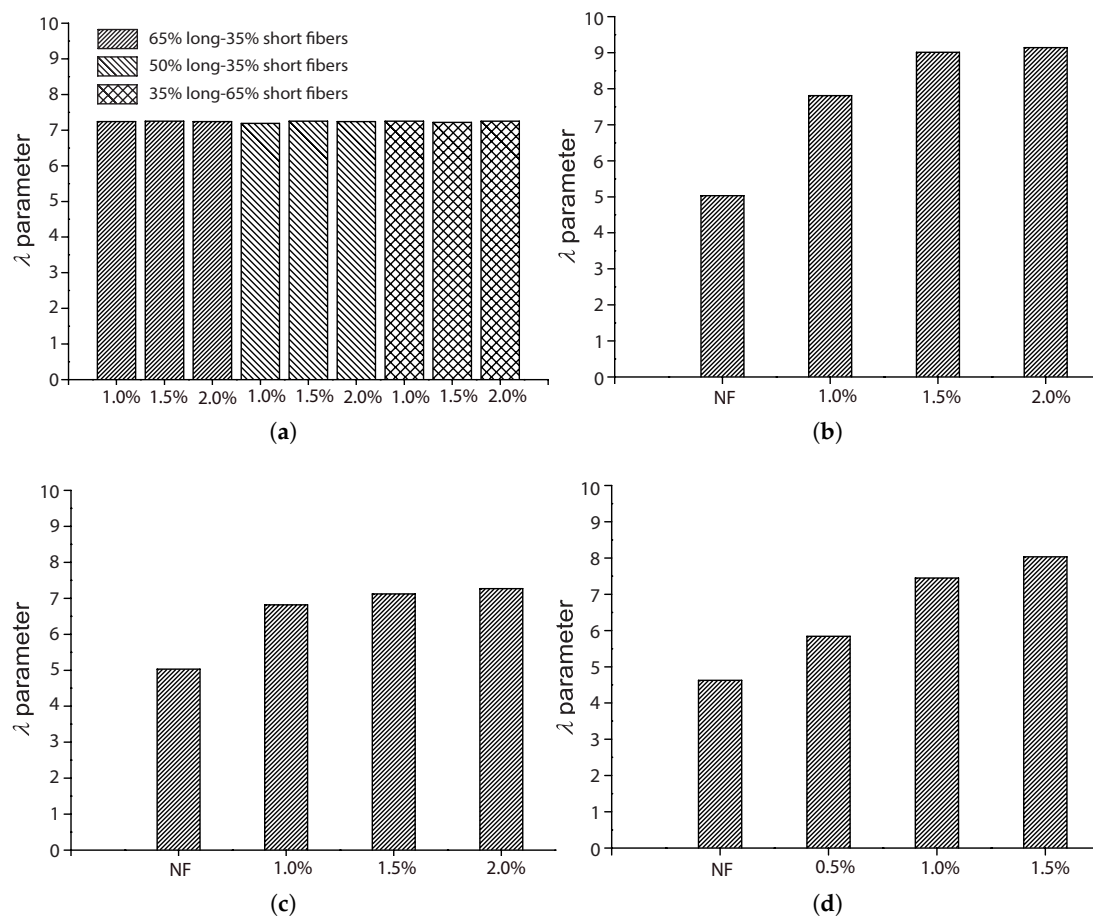 10
9
8
7
6
5
4
3
2
1
0
λ parameter
65% long-35% short fibers
50% long-35% short fibers
35% long-65% short fibers
1.0% 1.5% 2.0% 1.0% 1.5% 2.0% 1.0% 1.5% 2.0%
(a)
10
9
8
7
6
5
4
3
2
1
0
λ parameter
NF 1.0% 1.5% 2.0%
(b)
10
9
8
7
6
5
4
3
2
1
0
λ parameter
NF 1.0% 1.5% 2.0%
(c)
10
9
8
7
6
5
4
3
2
1
0
λ parameter
NF 0.5% 1.0% 1.5%
(d)